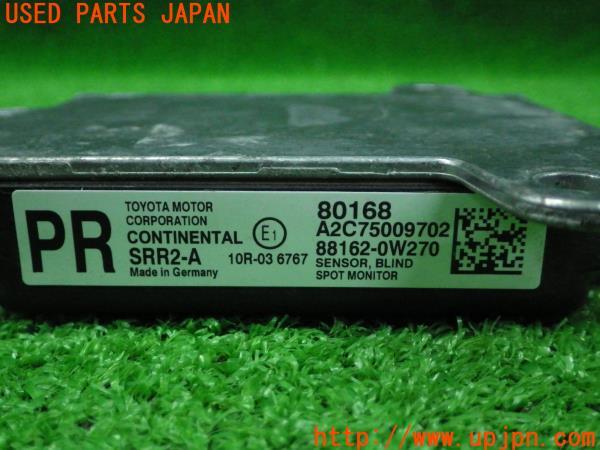 USED PARTS JAPAN
PR
TOYOTA MOTOR
CORPORATION
CONTINENTAL
SRR2-A
Made in Germany
E1
10R-03 6767
80168
A2C75009702
88162-0W270
SENSOR, BLIND
SPOT MONITOR
http://www.upjpn.com/